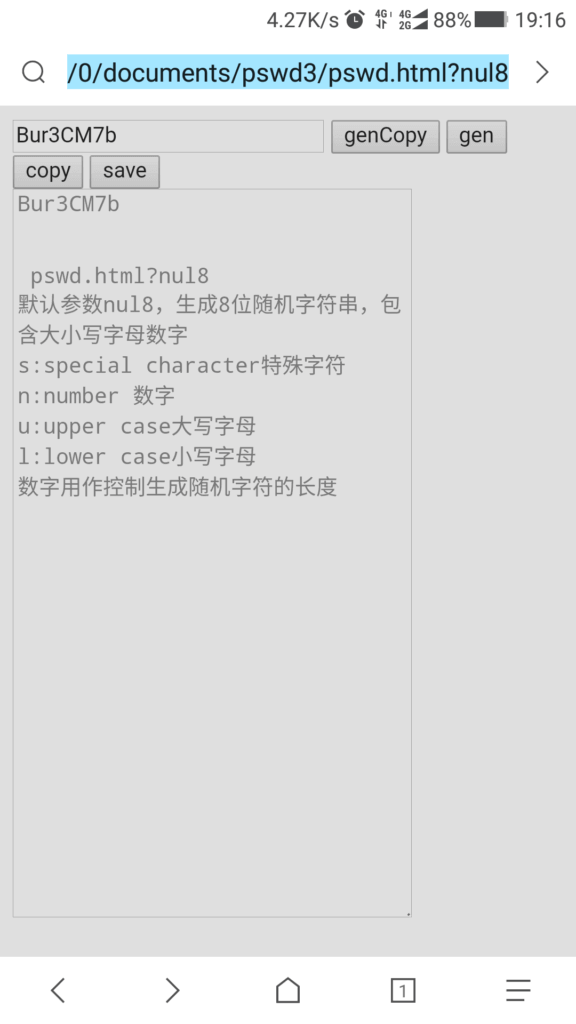 4.27K/s 4G 4G 2G 88% 19:16
/0/documents/pswd3/pswd.html?nul8
Bur3CM7b genCopy gen
copy save
Bur3CM7b
pswd.html?nul8
默认参数nul8，生成8位随机字符串，包
含大小写字母数字
s:special character特殊字符
n:number 数字
u:upper case大写字母
l:lower case小写字母
数字用作控制生成随机字符的长度
1